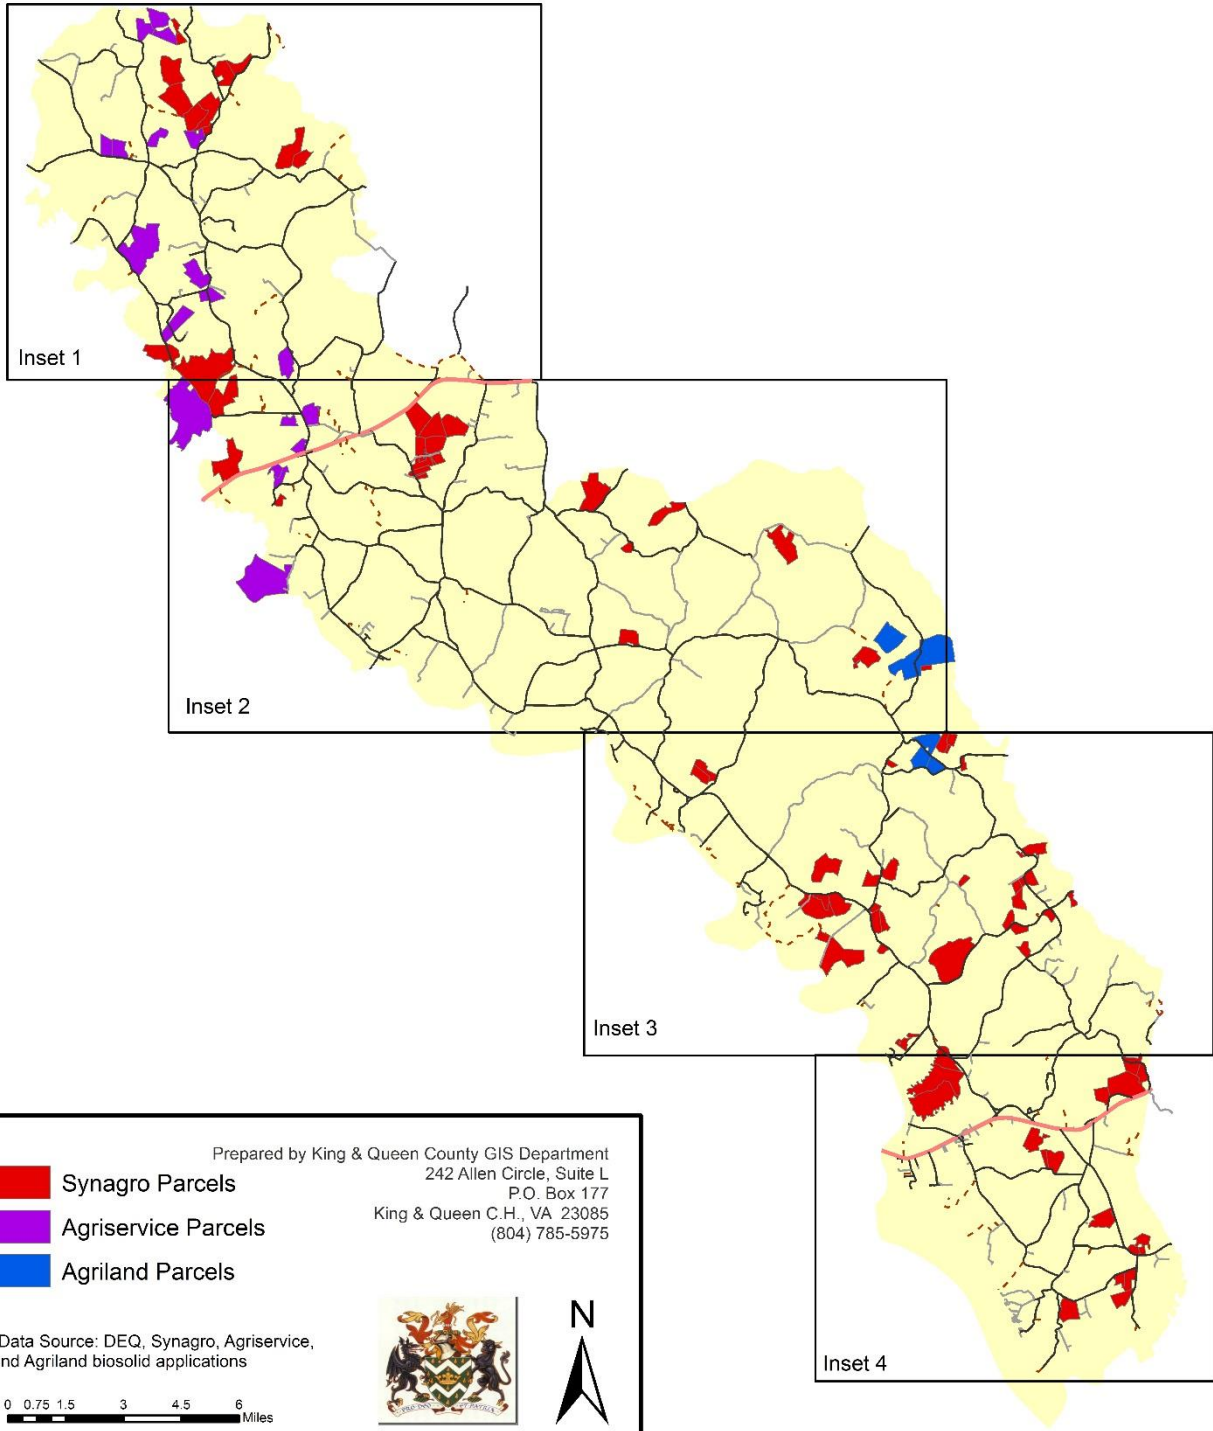 Inset 1
Inset 2
Inset 3
Inset 4
Prepared by King & Queen County GIS Department
242 Allen Circle, Suite L
P.O. Box 177
King & Queen C.H., VA 23085
(804) 785-5975
Synagro Parcels
Agriservice Parcels
Agriland Parcels
Data Source: DEQ, Synagro, Agriservice,
nd Agriland biosolid applications
0 0.75 1.5 3 4.5 6
Miles
N